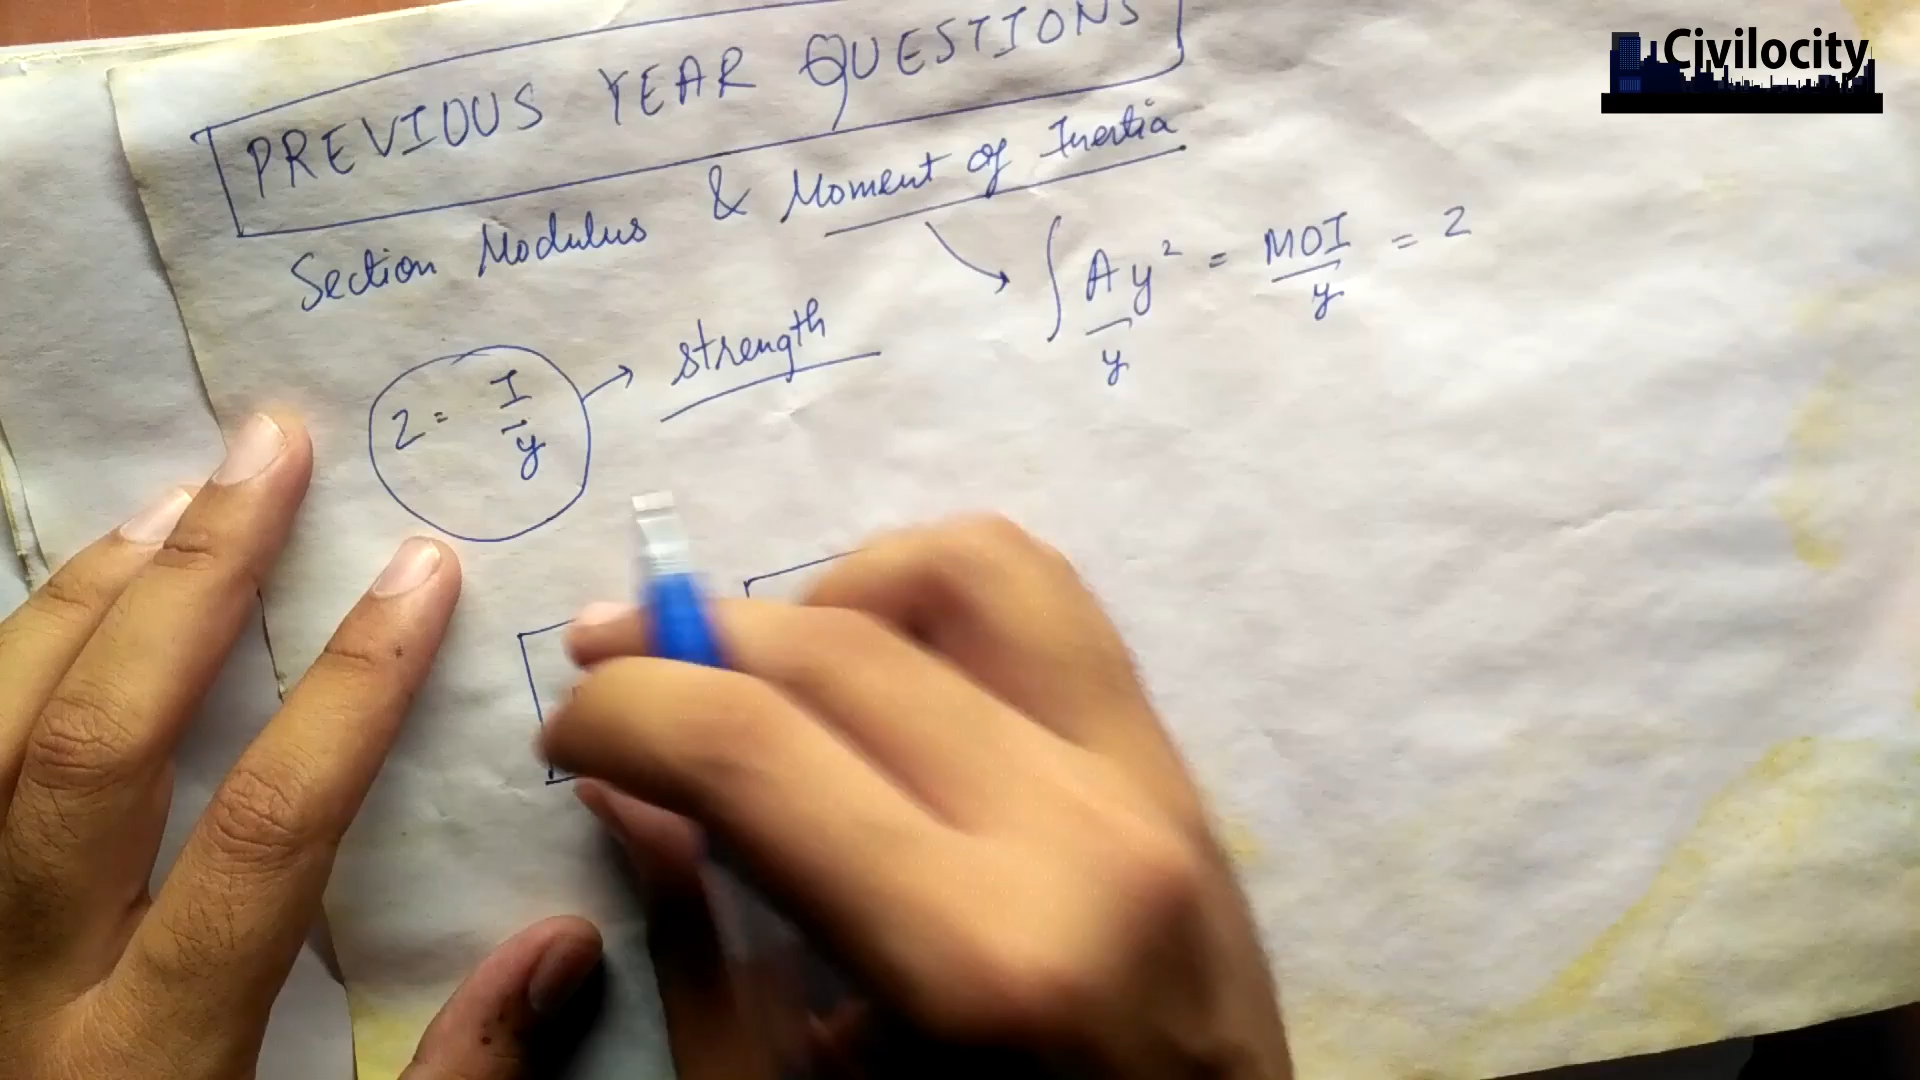 Civilocity
PREVIOUS YEAR QUESTIONS
Section Modulus & Moment of Inertia
∫ Ay² / y = MOI / y = Z
Z = I / y → strength